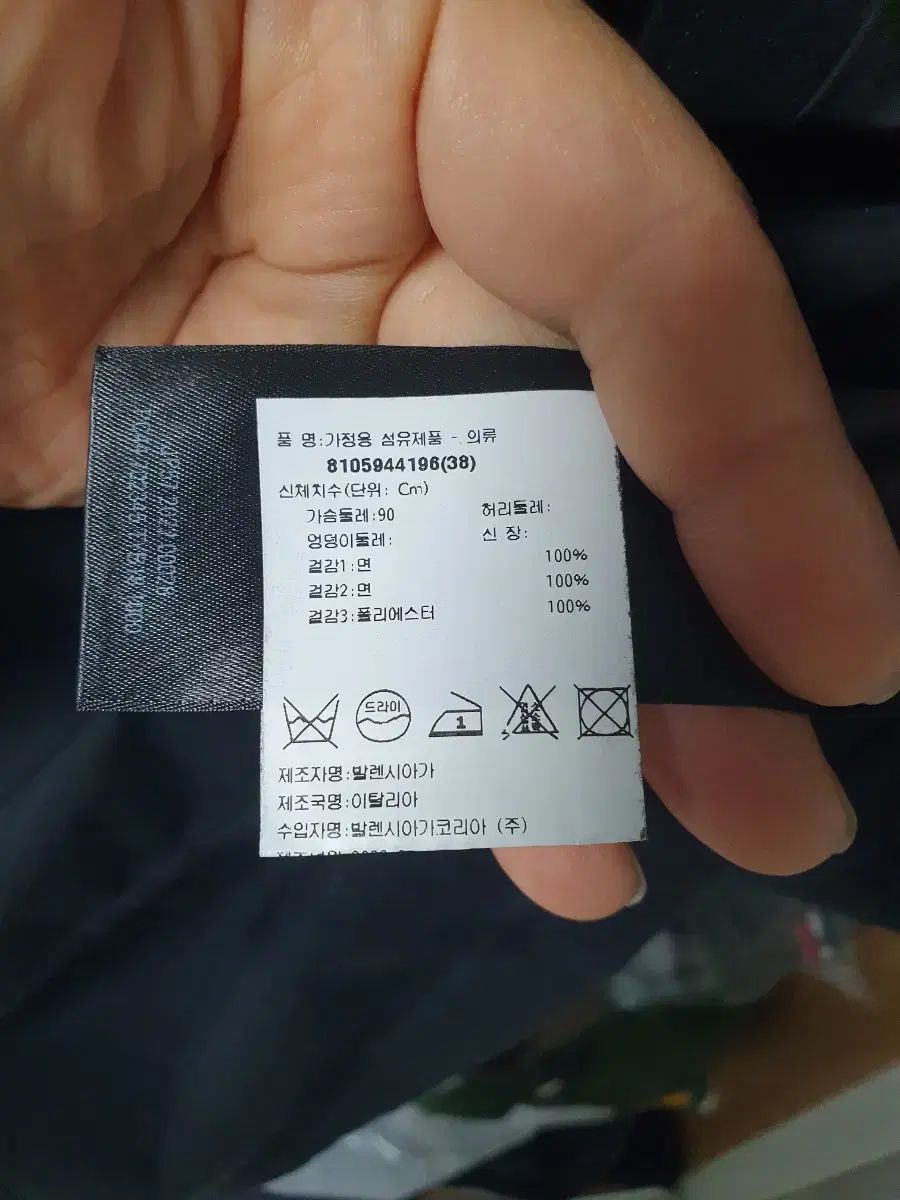 품 명:가정용 섬유제품 - 의류
8105944196(38)
신체치수(단위: Cm)
가슴둘레:90 허리둘레:
엉덩이둘레: 신 장:
겉감1:면 100%
겉감2:면 100%
겉감3:폴리에스터 100%
드라이
1
제조자명:발렌시아가
제조국명:이탈리아
수입자명:발렌시아가코리아 (주)